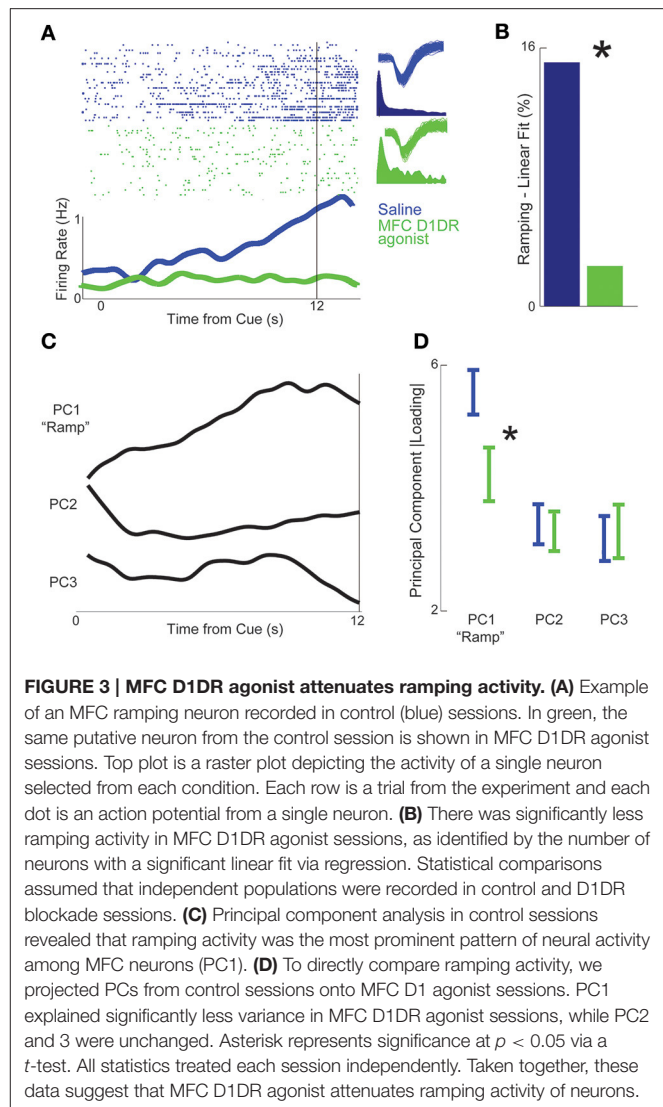 A
B
16
*
Ramping - Linear Fit (%)
0
Saline
MFC D1DR
agonist
1
Firing Rate (Hz)
0
0
12
Time from Cue (s)
C
D
PC1
"Ramp"
PC2
PC3
0
12
Time from Cue (s)
6
*
Principal Component |Loading|
2
PC1
"Ramp"
PC2
PC3
FIGURE 3 | MFC D1DR agonist attenuates ramping activity. (A) Example
of an MFC ramping neuron recorded in control (blue) sessions. In green, the
same putative neuron from the control session is shown in MFC D1DR agonist
sessions. Top plot is a raster plot depicting the activity of a single neuron
selected from each condition. Each row is a trial from the experiment and each
dot is an action potential from a single neuron. (B) There was significantly less
ramping activity in MFC D1DR agonist sessions, as identified by the number of
neurons with a significant linear fit via regression. Statistical comparisons
assumed that independent populations were recorded in control and D1DR
blockade sessions. (C) Principal component analysis in control sessions
revealed that ramping activity was the most prominent pattern of neural activity
among MFC neurons (PC1). (D) To directly compare ramping activity, we
projected PCs from control sessions onto MFC D1 agonist sessions. PC1
explained significantly less variance in MFC D1DR agonist sessions, while PC2
and 3 were unchanged. Asterisk represents significance at p < 0.05 via a
t-test. All statistics treated each session independently. Taken together, these
data suggest that MFC D1DR agonist attenuates ramping activity of neurons.